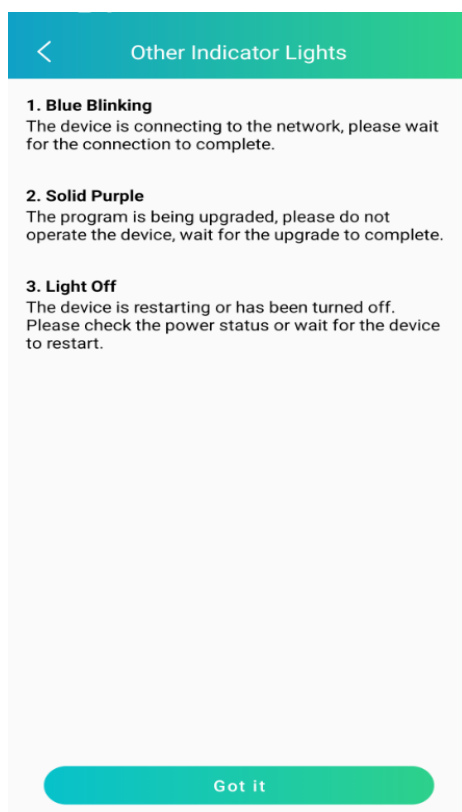 Other Indicator Lights
1. Blue Blinking
The device is connecting to the network, please wait
for the connection to complete.
2. Solid Purple
The program is being upgraded, please do not
operate the device, wait for the upgrade to complete.
3. Light Off
The device is restarting or has been turned off.
Please check the power status or wait for the device
to restart.
Got it